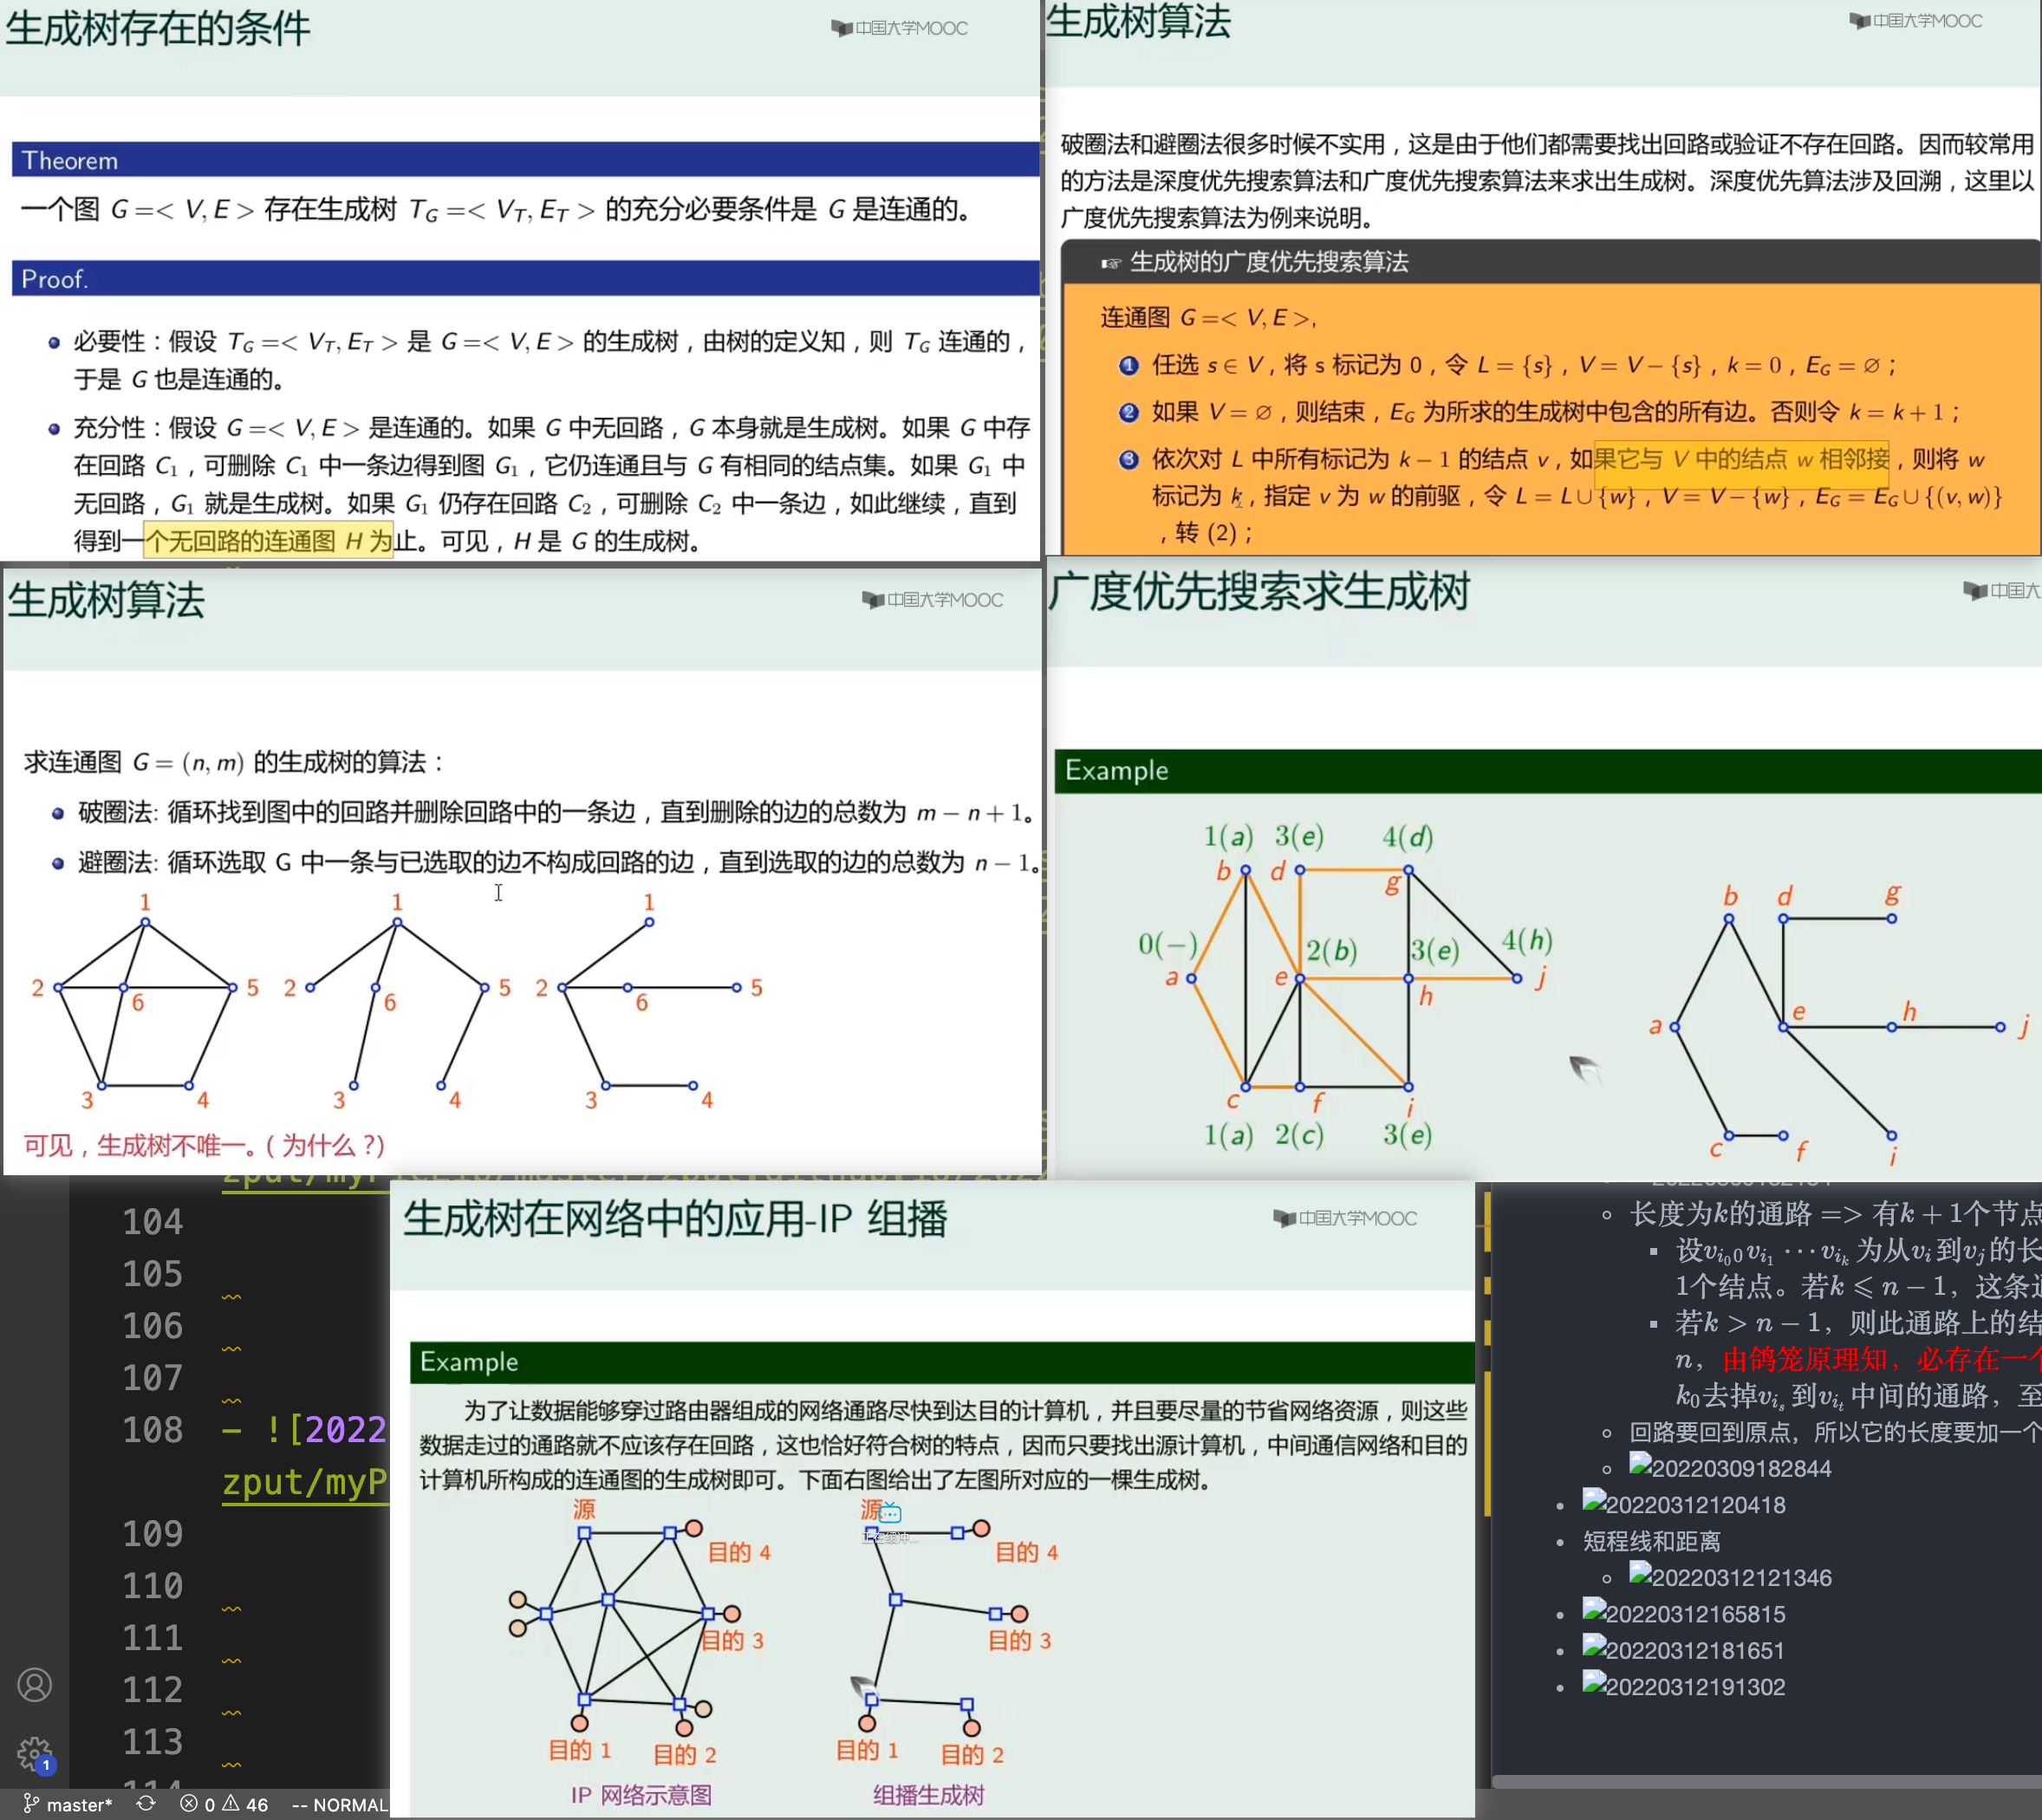 生成树存在的条件
中国大学MOOC
Theorem
一个图 G =< V, E > 存在生成树 T_G =< V_T, E_T > 的充分必要条件是 G 是连通的。
Proof.
必要性：假设 T_G =< V_T, E_T > 是 G =< V, E > 的生成树，由树的定义知，则 T_G 连通的，
于是 G 也是连通的。
充分性：假设 G =< V, E > 是连通的。如果 G 中无回路，G 本身就是生成树。如果 G 中存
在回路 C₁，可删除 C₁ 中一条边得到图 G₁，它仍连通且与 G 有相同的结点集。如果 G₁ 中
无回路，G₁ 就是生成树。如果 G₁ 仍存在回路 C₂，可删除 C₂ 中一条边，如此继续，直到
得到一个无回路的连通图 H 为止。可见，H 是 G 的生成树。
生成树算法
中国大学MOOC
破圈法和避圈法很多时候不实用，这是由于他们都需要找出回路或验证不存在回路。因而较常用
的方法是深度优先搜索算法和广度优先搜索算法来求出生成树。深度优先算法涉及回溯，这里以
广度优先搜索算法为例来说明。
☞ 生成树的广度优先搜索算法
连通图 G =< V, E >,
1 任选 s ∈ V，将 s 标记为 0，令 L = {s}，V = V − {s}，k = 0，E_G = ∅；
2 如果 V = ∅，则结束，E_G 为所求的生成树中包含的所有边。否则令 k = k + 1；
3 依次对 L 中所有标记为 k − 1 的结点 v，如果它与 V 中的结点 w 相邻接，则将 w
标记为 k，指定 v 为 w 的前驱，令 L = L ∪ {w}，V = V − {w}，E_G = E_G ∪ {(v, w)}
，转 (2)；
生成树算法
中国大学MOOC
求连通图 G = (n, m) 的生成树的算法：
破圈法: 循环找到图中的回路并删除回路中的一条边，直到删除的边的总数为 m − n + 1。
避圈法: 循环选取 G 中一条与已选取的边不构成回路的边，直到选取的边的总数为 n − 1。
1 1 1
2 6 5 2 6 5 2 6 5
3 4 3 4 3 4
可见，生成树不唯一。( 为什么 ?)
广度优先搜索求生成树
中国大
Example
1(a) 3(e) 4(d)
b d g
0(−) 2(b) 3(e) 4(h)
a e h j
c f i
1(a) 2(c) 3(e)
b d g
a e h j
c f i
生成树在网络中的应用-IP 组播
中国大学MOOC
Example
为了让数据能够穿过路由器组成的网络通路尽快到达目的计算机，并且要尽量的节省网络资源，则这些
数据走过的通路就不应该存在回路，这也恰好符合树的特点，因而只要找出源计算机，中间通信网络和目的
计算机所构成的连通图的生成树即可。下面右图给出了左图所对应的一棵生成树。
源 源
正在缓冲...
目的 4 目的 4
目的 3 目的 3
目的 1 目的 2 目的 1 目的 2
IP 网络示意图 组播生成树
104
105
106
107
108 - ![2022
zput/myP
109
110
111
112
113
1
master* 0 46 -- NORMAL
长度为k的通路 => 有k + 1个节点
设v_{i_0}0v_{i_1} ⋯ v_{i_k}为从v_i到v_j的长
1个结点。若k ⩽ n − 1，这条
若k > n − 1，则此通路上的结
n，由鸽笼原理知，必存在一个
k₀去掉v_{i_s}到v_{i_t}中间的通路，至
回路要回到原点，所以它的长度要加一个
20220309182844
20220312120418
短程线和距离
20220312121346
20220312165815
20220312181651
20220312191302